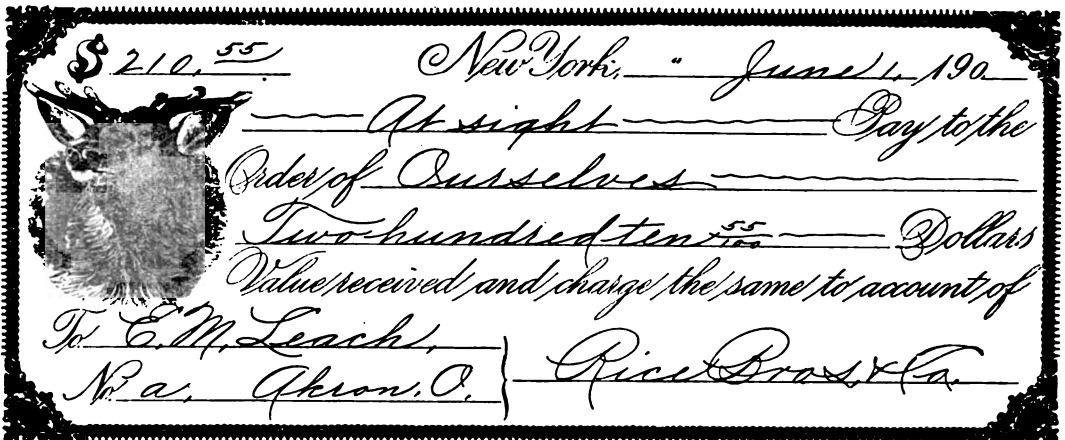 $ 210.55 New York, " June 1, 190
At sight Pay to the
Order of Ourselves
Two hundred ten 55/100 Dollars
Value received and charge the same to account of
To E. M. Leach,
No. a, Akron, O. Rice Bros. & Co.